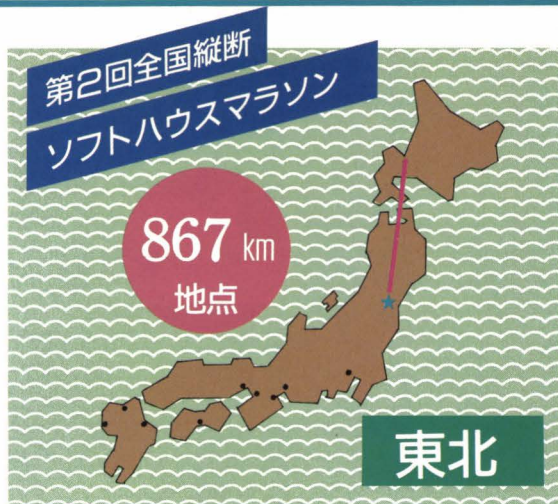 第2回全国縦断
ソフトハウスマラソン
867 km
地点
東北